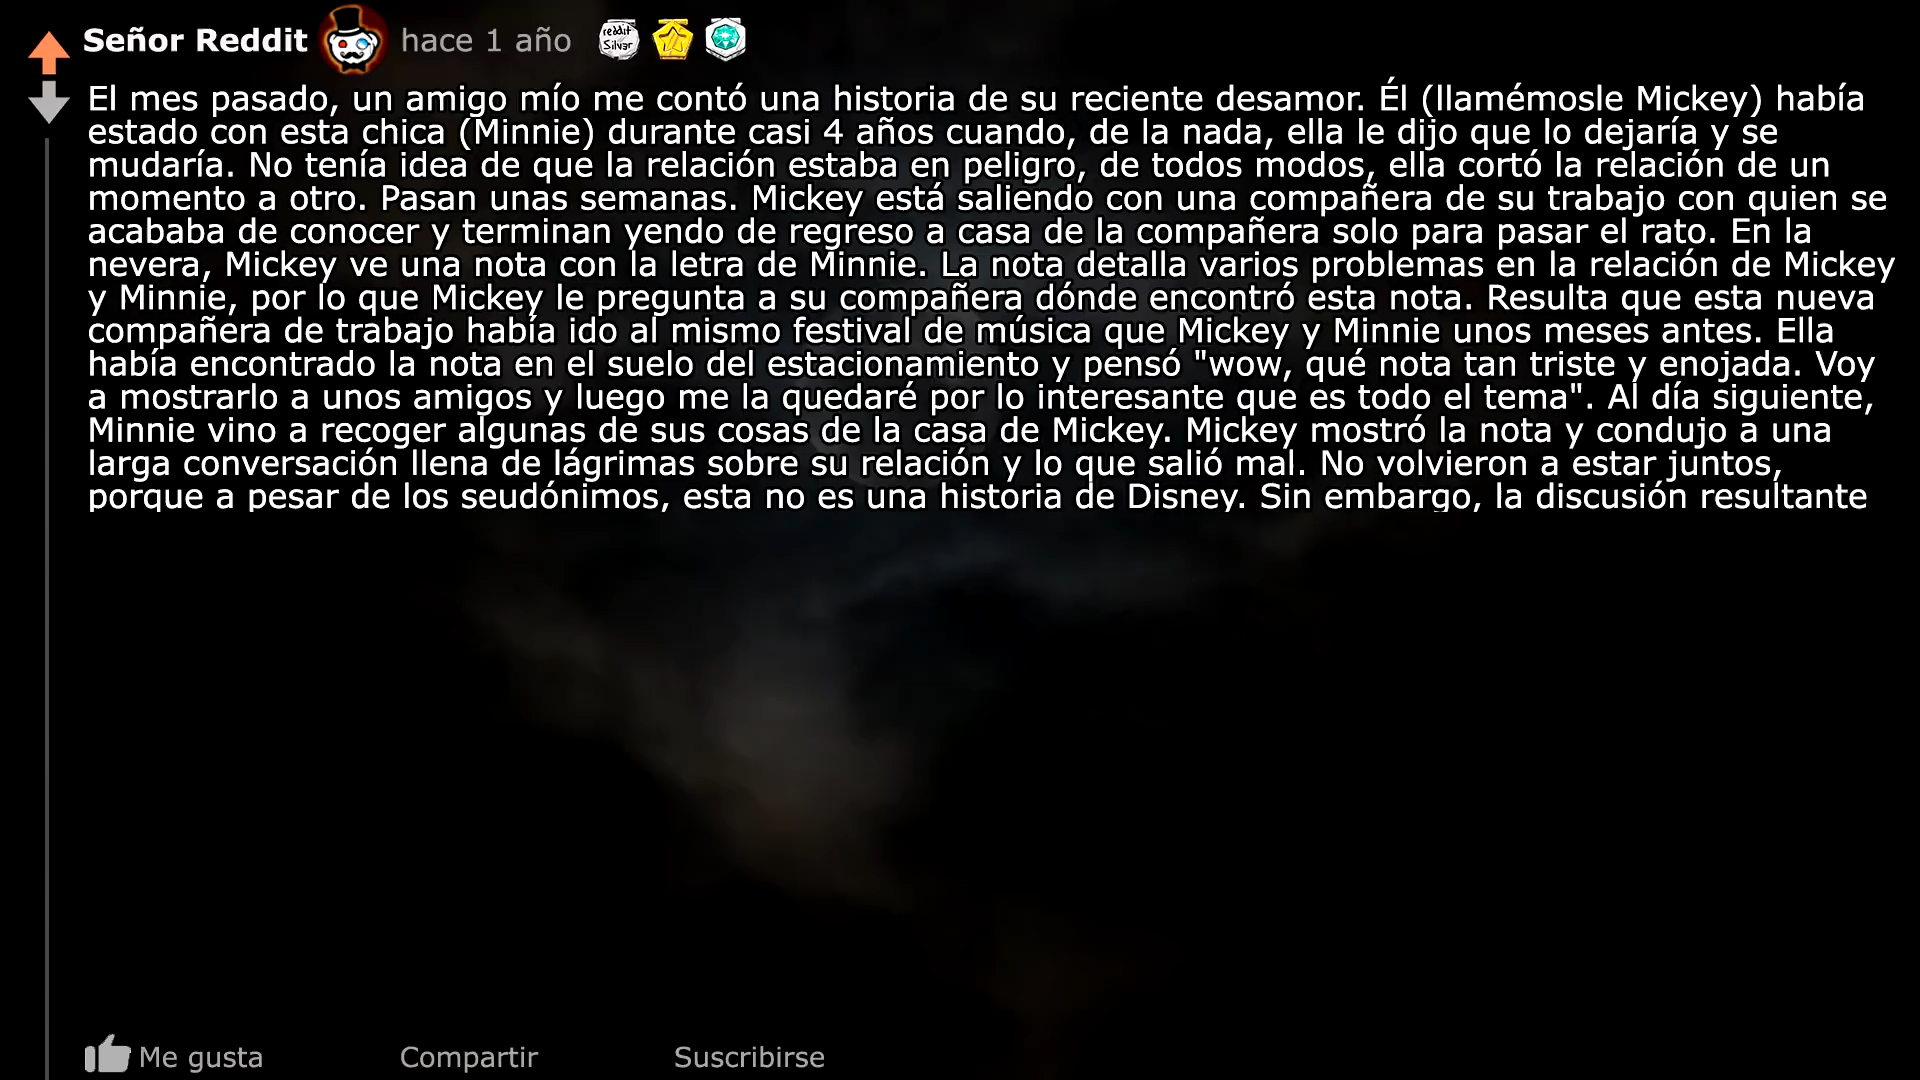 Señor Reddit hace 1 año reddit Silver
El mes pasado, un amigo mío me contó una historia de su reciente desamor. Él (llamémosle Mickey) había
estado con esta chica (Minnie) durante casi 4 años cuando, de la nada, ella le dijo que lo dejaría y se
mudaría. No tenía idea de que la relación estaba en peligro, de todos modos, ella cortó la relación de un
momento a otro. Pasan unas semanas. Mickey está saliendo con una compañera de su trabajo con quien se
acababa de conocer y terminan yendo de regreso a casa de la compañera solo para pasar el rato. En la
nevera, Mickey ve una nota con la letra de Minnie. La nota detalla varios problemas en la relación de Mickey
y Minnie, por lo que Mickey le pregunta a su compañera dónde encontró esta nota. Resulta que esta nueva
compañera de trabajo había ido al mismo festival de música que Mickey y Minnie unos meses antes. Ella
había encontrado la nota en el suelo del estacionamiento y pensó "wow, qué nota tan triste y enojada. Voy
a mostrarlo a unos amigos y luego me la quedaré por lo interesante que es todo el tema". Al día siguiente,
Minnie vino a recoger algunas de sus cosas de la casa de Mickey. Mickey mostró la nota y condujo a una
larga conversación llena de lágrimas sobre su relación y lo que salió mal. No volvieron a estar juntos,
porque a pesar de los seudónimos, esta no es una historia de Disney. Sin embargo, la discusión resultante
Me gusta Compartir Suscribirse